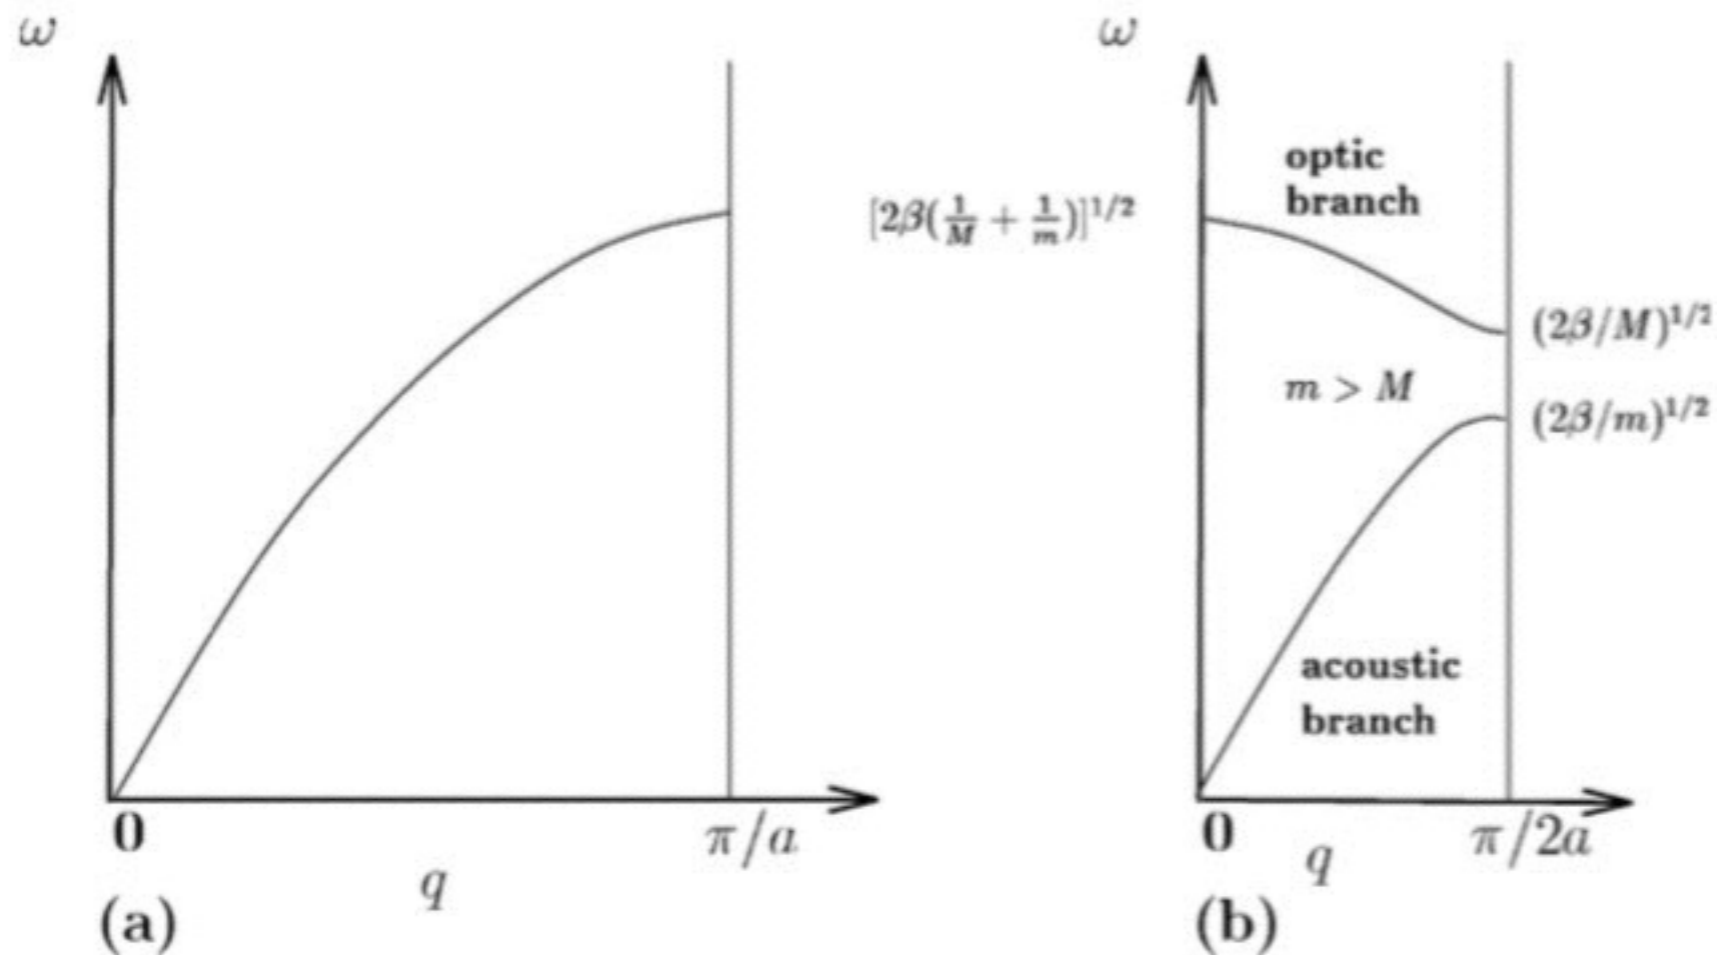 ω
0
π/a
q
(a)
ω
optic
branch
[2β(1/M + 1/m)]^{1/2}
(2β/M)^{1/2}
m > M
(2β/m)^{1/2}
acoustic
branch
0
π/2a
q
(b)